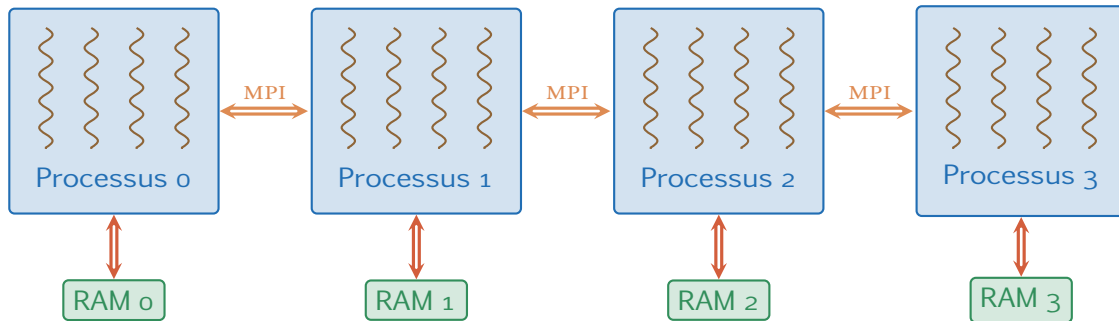 MPI
MPI
MPI
Processus 0
Processus 1
Processus 2
Processus 3
RAM 0
RAM 1
RAM 2
RAM 3